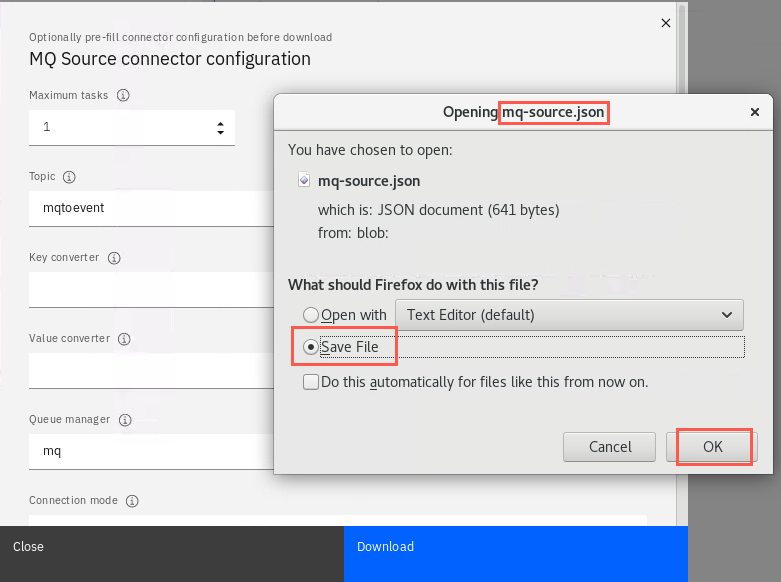 Optionally pre-fill connector configuration before download
MQ Source connector configuration
Maximum tasks
1
Topic
mqtoevent
Key converter
Value converter
Queue manager
mq
Connection mode
Close
Download
Opening mq-source.json
You have chosen to open:
mq-source.json
which is: JSON document (641 bytes)
from: blob:
What should Firefox do with this file?
Open with Text Editor (default)
Save File
Do this automatically for files like this from now on.
Cancel OK